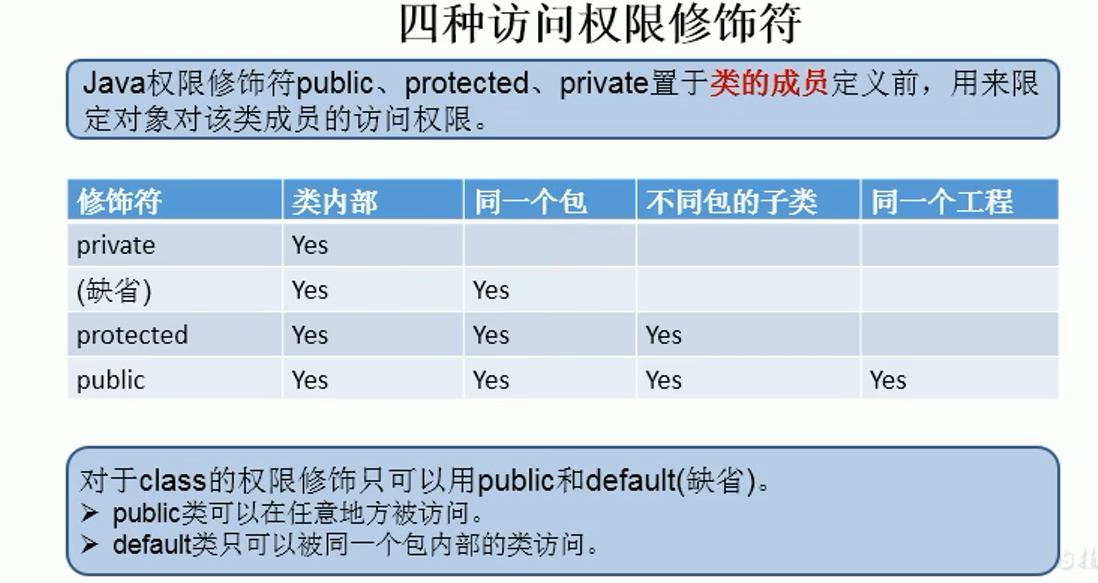 四种访问权限修饰符
Java权限修饰符public、protected、private置于类的成员定义前，用来限
定对象对该类成员的访问权限。
修饰符 类内部 同一个包 不同包的子类 同一个工程
private Yes
(缺省) Yes Yes
protected Yes Yes Yes
public Yes Yes Yes Yes
对于class的权限修饰只可以用public和default(缺省)。
➢ public类可以在任意地方被访问。
➢ default类只可以被同一个包内部的类访问。